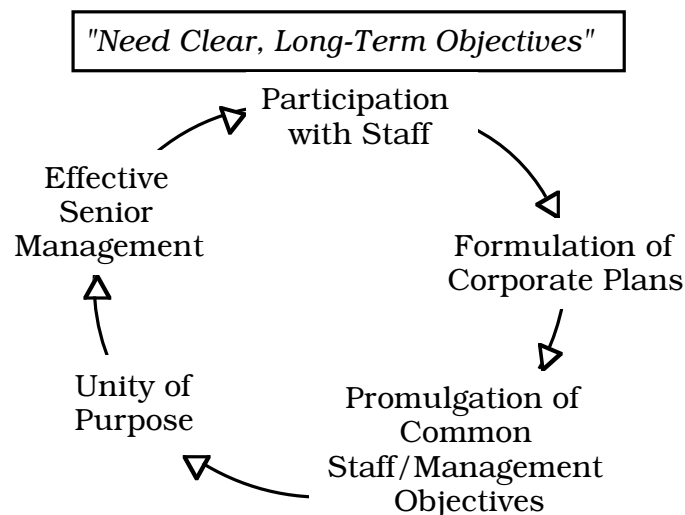 "Need Clear, Long-Term Objectives"
Participation
with Staff
Formulation of
Corporate Plans
Promulgation of
Common
Staff/Management
Objectives
Unity of
Purpose
Effective
Senior
Management